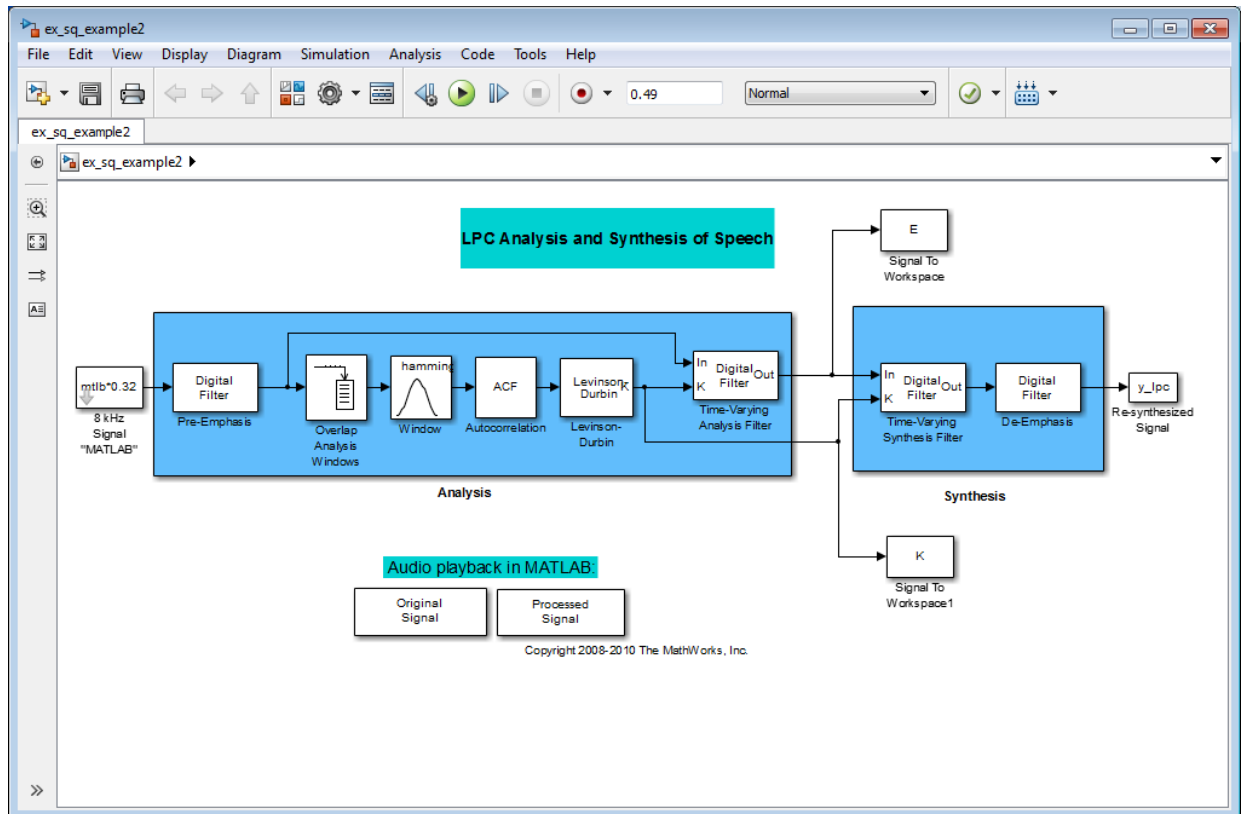 ex_sq_example2
File Edit View Display Diagram Simulation Analysis Code Tools Help
0.49
Normal
ex_sq_example2
ex_sq_example2
LPC Analysis and Synthesis of Speech
E
Signal To
Workspace
mtlb*0.32
8 kHz
Signal
"MATLAB"
Digital
Filter
Pre-Emphasis
Overlap
Analysis
Windows
hamming
Window
ACF
Autocorrelation
Levinson
Durbin
K
Levinson-
Durbin
In
K
Digital
Filter
Out
Time-Varying
Analysis Filter
Analysis
In
K
Digital
Filter
Out
Time-Varying
Synthesis Filter
Digital
Filter
De-Emphasis
Synthesis
y_lpc
Re-synthesized
Signal
K
Signal To
Workspace1
Audio playback in MATLAB:
Original
Signal
Processed
Signal
Copyright 2008-2010 The MathWorks, Inc.